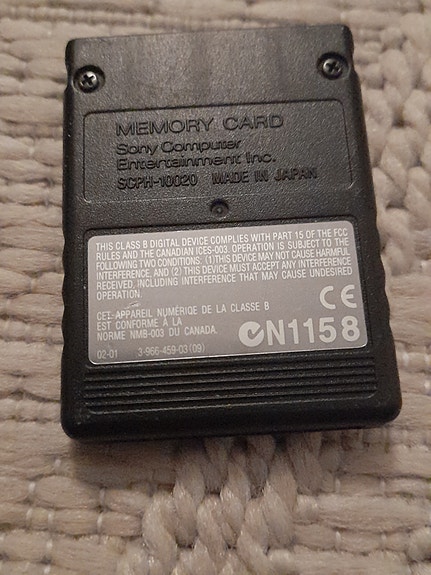 MEMORY CARD
Sony Computer
Entertainment Inc.
SCPH-10020 MADE IN JAPAN
THIS CLASS B DIGITAL DEVICE COMPLIES WITH PART 15 OF THE FCC
RULES AND THE CANADIAN ICES-003. OPERATION IS SUBJECT TO THE
FOLLOWING TWO CONDITIONS. (1) THIS DEVICE MAY NOT CAUSE HARMFUL
INTERFERENCE, AND (2) THIS DEVICE MUST ACCEPT ANY INTERFERENCE
RECEIVED, INCLUDING INTERFERENCE THAT MAY CAUSE UNDESIRED
OPERATION.
CET APPAREIL NUMÉRIQE DE LA CLASSE B
EST CONFORME À LA
NORME NMB-003 DU CANADA.
02-01 3-966-459-03 (09)
CE
N1158